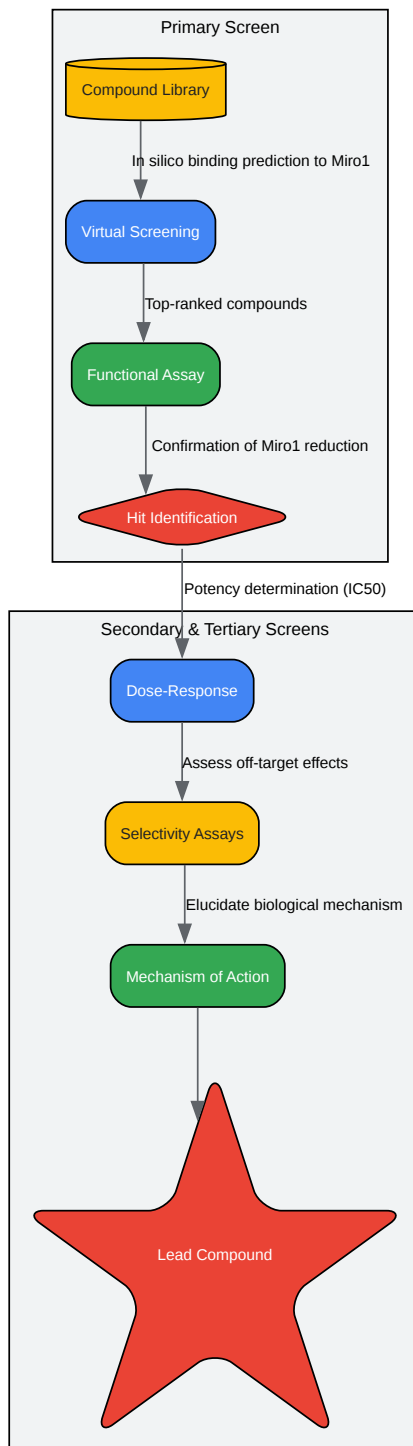 Primary Screen
Compound Library
In silico binding prediction to Miro1
Virtual Screening
Top-ranked compounds
Functional Assay
Confirmation of Miro1 reduction
Hit Identification
Potency determination (IC50)
Secondary & Tertiary Screens
Dose-Response
Assess off-target effects
Selectivity Assays
Elucidate biological mechanism
Mechanism of Action
Lead Compound